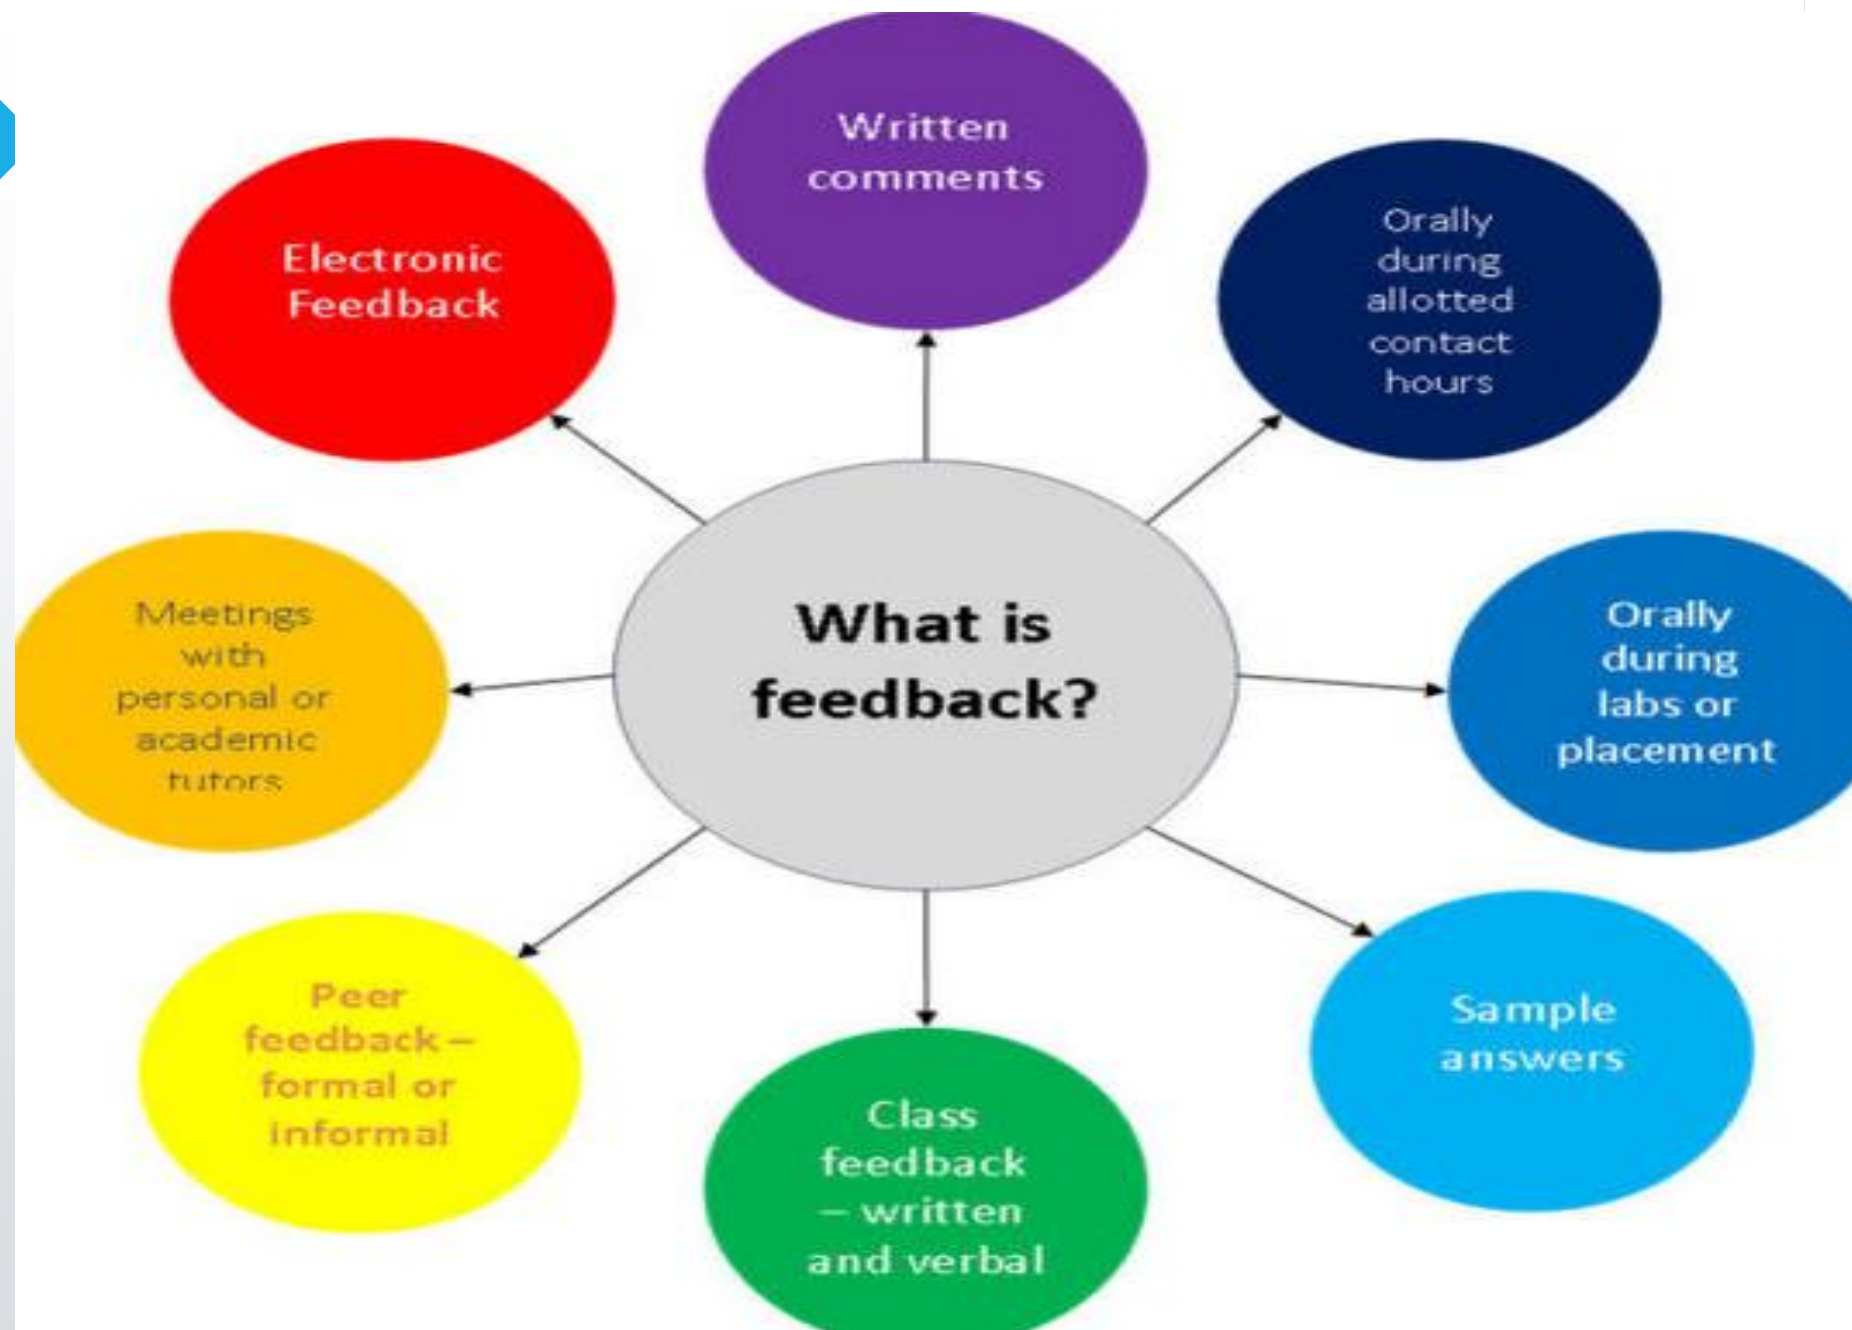 Written
comments
Orally
during
allotted
contact
hours
Electronic
Feedback
What is
feedback?
Meetings
with
personal or
academic
tutors
Orally
during
labs or
placement
Peer
feedback –
formal or
informal
Sample
answers
Class
feedback
– written
and verbal